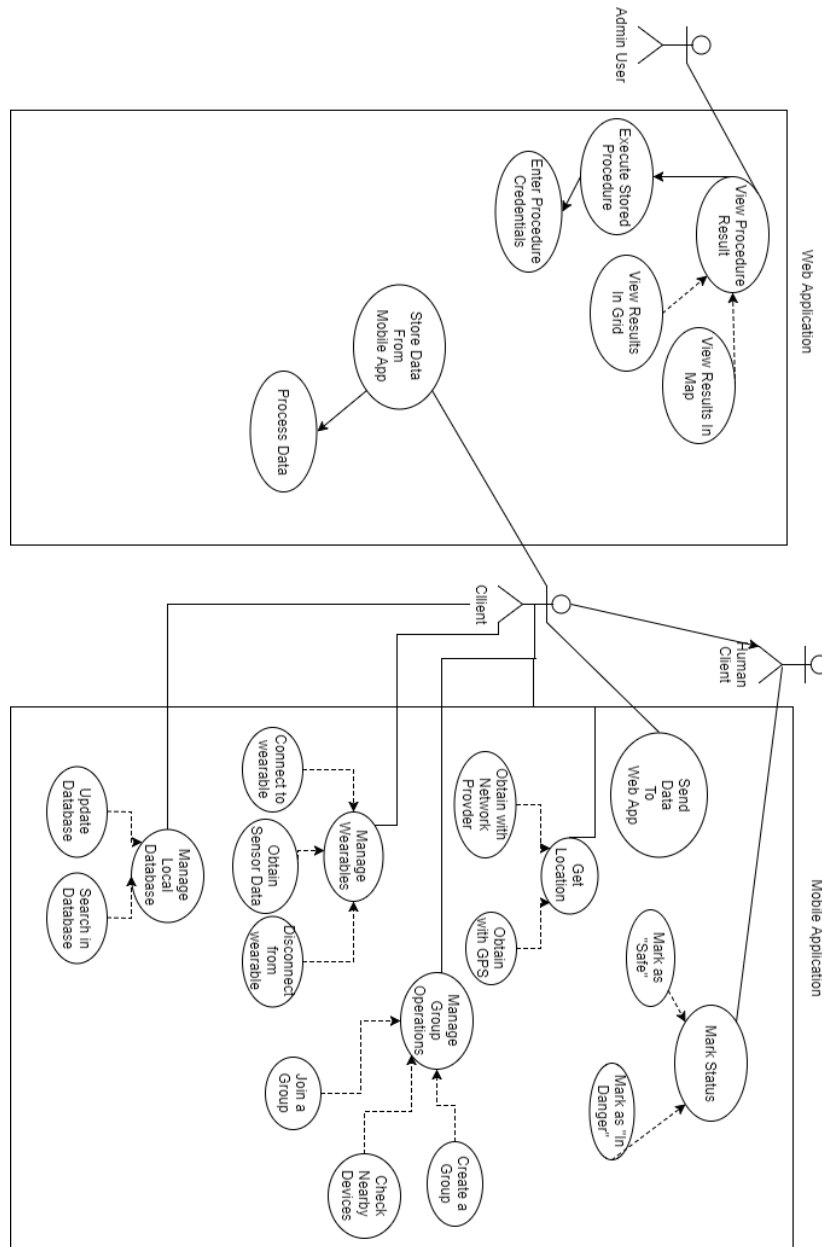 Web Application
Admin User
View Procedure
Result
Execute Stored
Procedure
Enter Procedure
Credentials
View Results In
Map
View Results
In Grid
Store Data
From
Mobile App
Process Data
Human
Client
Cllient
Mobile Application
Send
Data
To
Web App
Mark Status
Mark as
"Safe"
Mark as "In
Danger"
Get
Location
Obtain with
Network
Provder
Obtain
with GPS
Manage
Group
Operations
Create a
Group
Check
Nearby
Devices
Join a
Group
Manage
Wearables
Connect to
wearable
Obtain
Sensor Data
Disconnect
from
wearable
Manage
Local
Database
Update
Database
Search in
Database